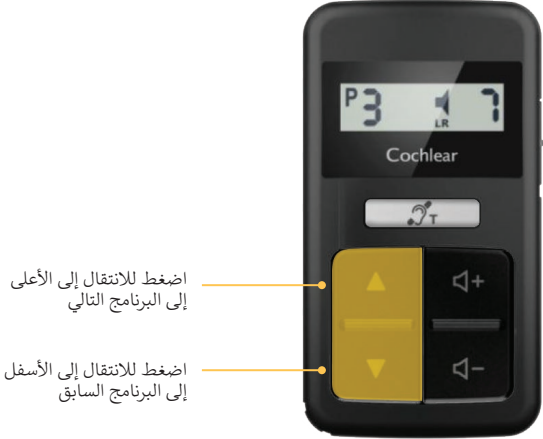 P3 LR 7
Cochlear
T
اضغط للانتقال إلى الأعلى
إلى البرنامج التالي
+
اضغط للانتقال إلى الأسفل
إلى البرنامج السابق
-